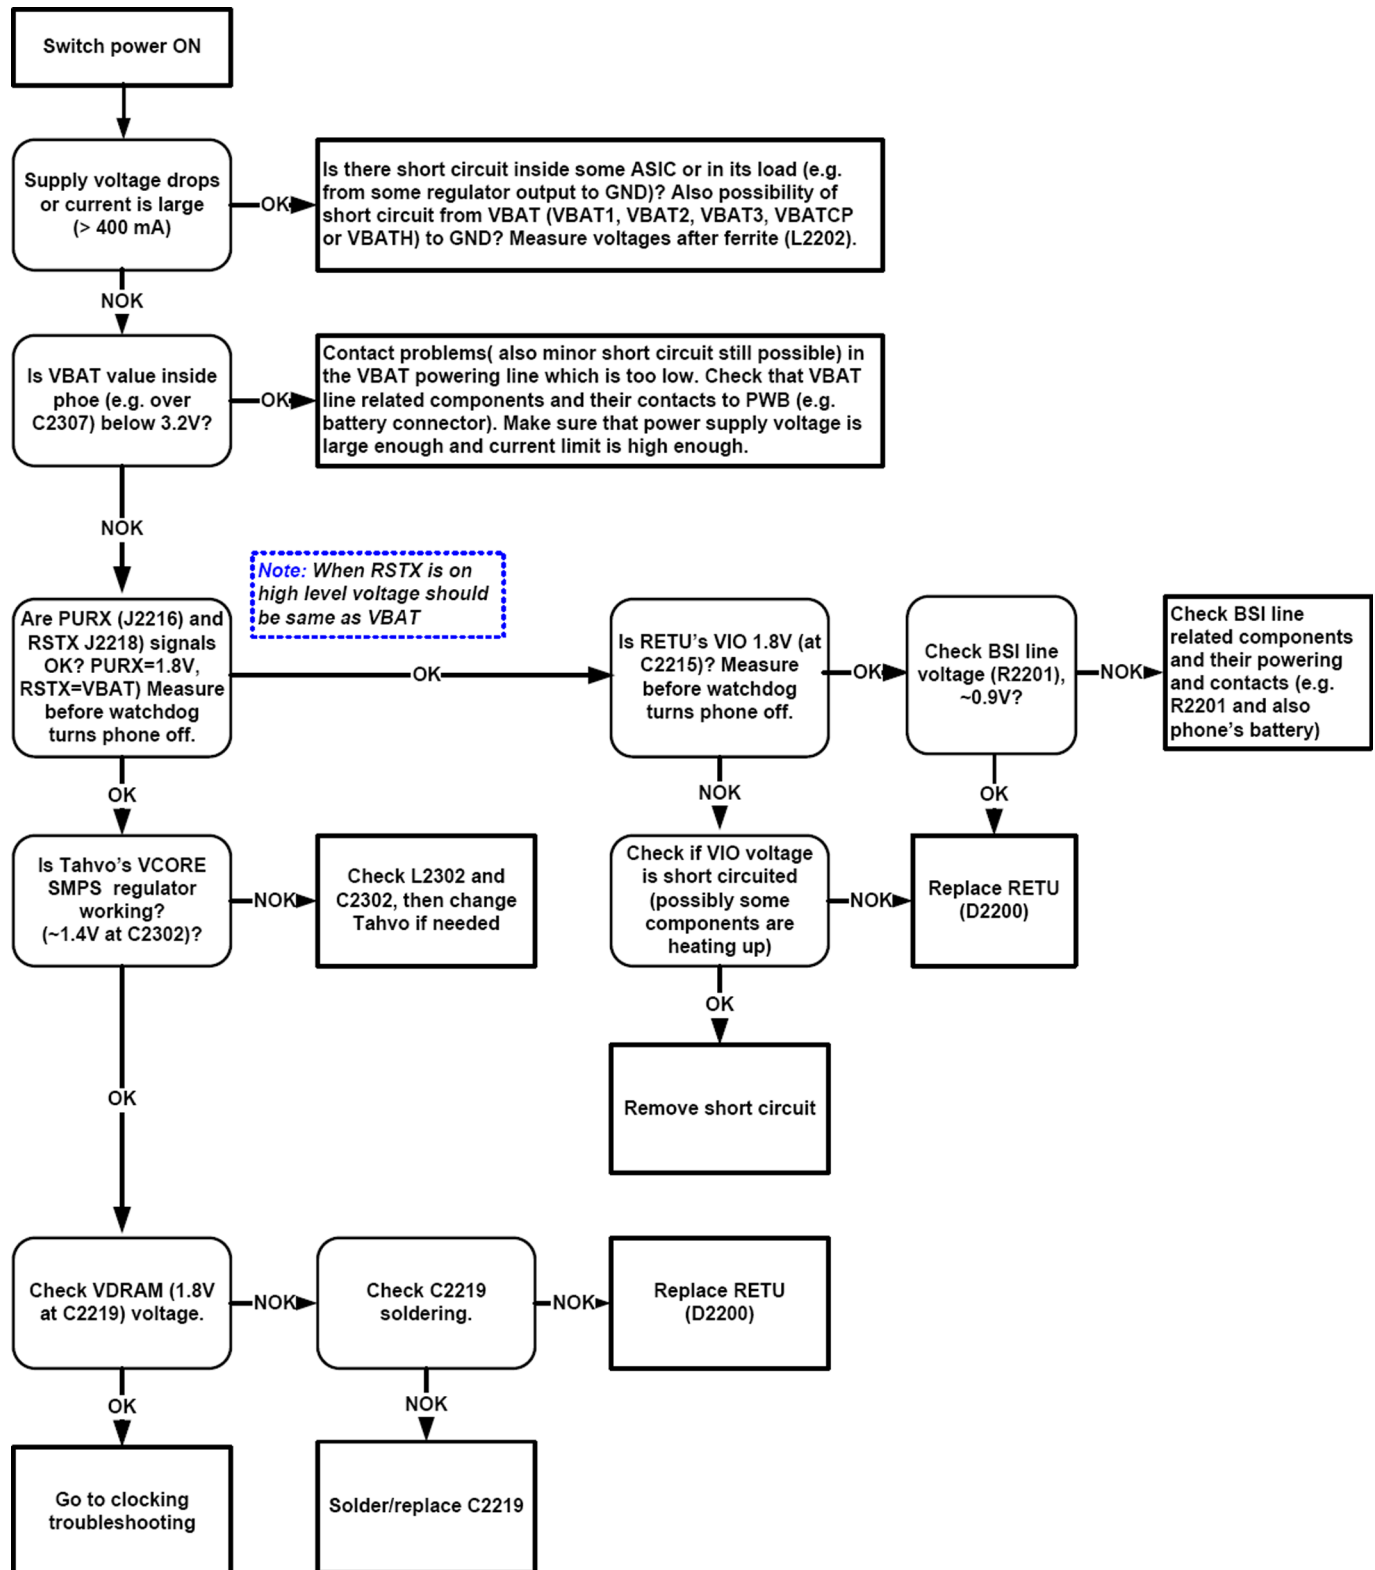 Switch power ON
Supply voltage drops
or current is large
(> 400 mA)
OK
Is there short circuit inside some ASIC or in its load (e.g.
from some regulator output to GND)? Also possibility of
short circuit from VBAT (VBAT1, VBAT2, VBAT3, VBATCP
or VBATH) to GND? Measure voltages after ferrite (L2202).
NOK
Is VBAT value inside
phoe (e.g. over
C2307) below 3.2V?
OK
Contact problems( also minor short circuit still possible) in
the VBAT powering line which is too low. Check that VBAT
line related components and their contacts to PWB (e.g.
battery connector). Make sure that power supply voltage is
large enough and current limit is high enough.
NOK
Note: When RSTX is on
high level voltage should
be same as VBAT
Are PURX (J2216) and
RSTX J2218) signals
OK? PURX=1.8V,
RSTX=VBAT) Measure
before watchdog
turns phone off.
OK
Is RETU's VIO 1.8V (at
C2215)? Measure
before watchdog
turns phone off.
OK
Check BSI line
voltage (R2201),
~0.9V?
NOK
Check BSI line
related components
and their powering
and contacts (e.g.
R2201 and also
phone's battery)
OK
NOK
OK
Is Tahvo's VCORE
SMPS regulator
working?
(~1.4V at C2302)?
NOK
Check L2302 and
C2302, then change
Tahvo if needed
Check if VIO voltage
is short circuited
(possibly some
components are
heating up)
NOK
Replace RETU
(D2200)
OK
OK
Remove short circuit
Check VDRAM (1.8V
at C2219) voltage.
NOK
Check C2219
soldering.
NOK
Replace RETU
(D2200)
OK
NOK
Go to clocking
troubleshooting
Solder/replace C2219